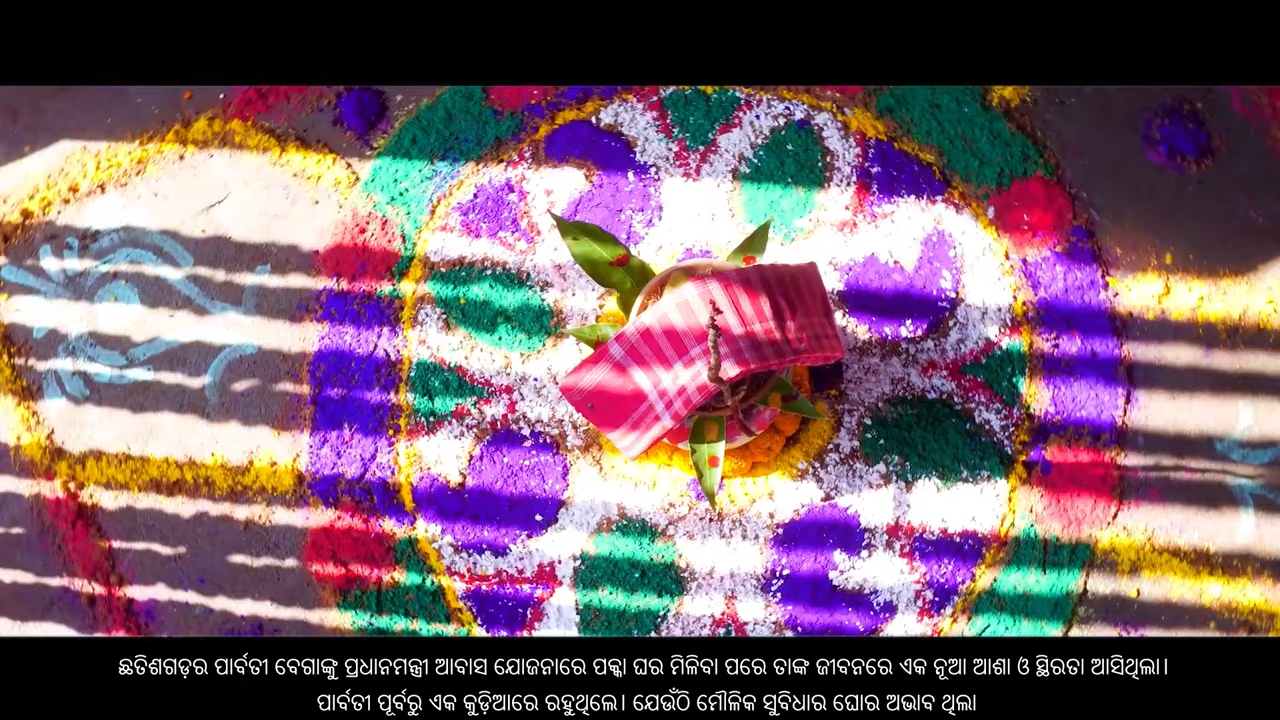 ଛତିଶଗଡ଼ର ପାର୍ବତୀ ବେଗାଙ୍କୁ ପ୍ରଧାନମନ୍ତ୍ରୀ ଆବାସ ଯୋଜନାରେ ପକ୍କା ଘର ମିଳିବା ପରେ ତାଙ୍କ ଜୀବନରେ ଏକ ନୂଆ ଆଶା ଓ ସ୍ଥିରତା ଆସିଥିଲା।
ପାର୍ବତୀ ପୂର୍ବରୁ ଏକ କୁଡ଼ିଆରେ ରହୁଥିଲେ। ଯେଉଁଠି ମୌଳିକ ସୁବିଧାର ଘୋର ଅଭାବ ଥିଲା